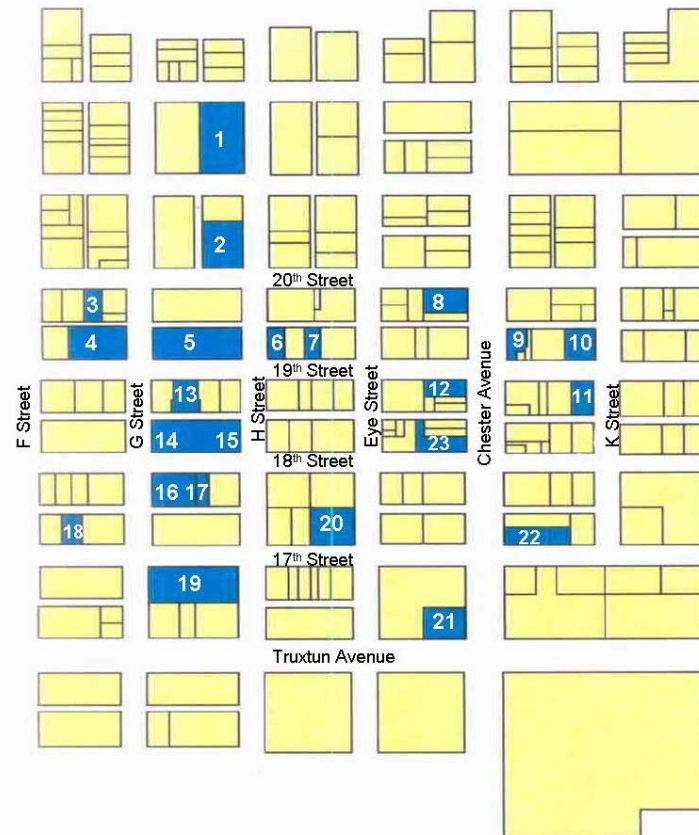 1
2
20th Street
3
8
4
5
6
7
9
10
19th Street
F Street
G Street
H Street
Eye Street
Chester Avenue
K Street
13
12
11
14
15
23
18th Street
16
17
18
20
22
17th Street
19
21
Truxtun Avenue